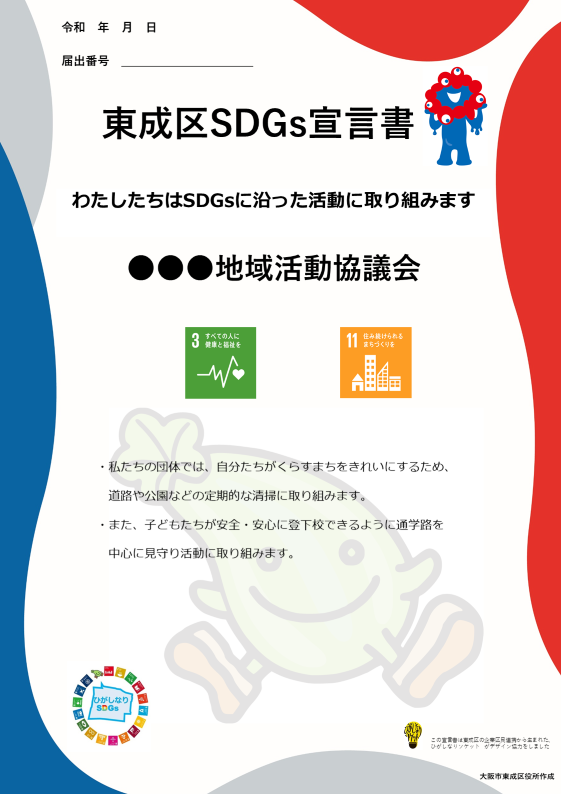 令和　年　月　日
届出番号
東成区SDGs宣言書
わたしたちはSDGsに沿った活動に取り組みます
●●●地域活動協議会
3 すべての人に
健康と福祉を
11 住み続けられる
まちづくりを
・私たちの団体では、自分たちがくらすまちをきれいにするため、
道路や公園などの定期的な清掃に取り組みます。
・また、子どもたちが安全・安心に登下校できるように通学路を
中心に見守り活動に取り組みます。
ひがしなり
SDGs
この宣言書は東成区の企業区民連携から生まれた、
ひがしなりソケット がデザイン協力をしました
大阪市東成区役所作成